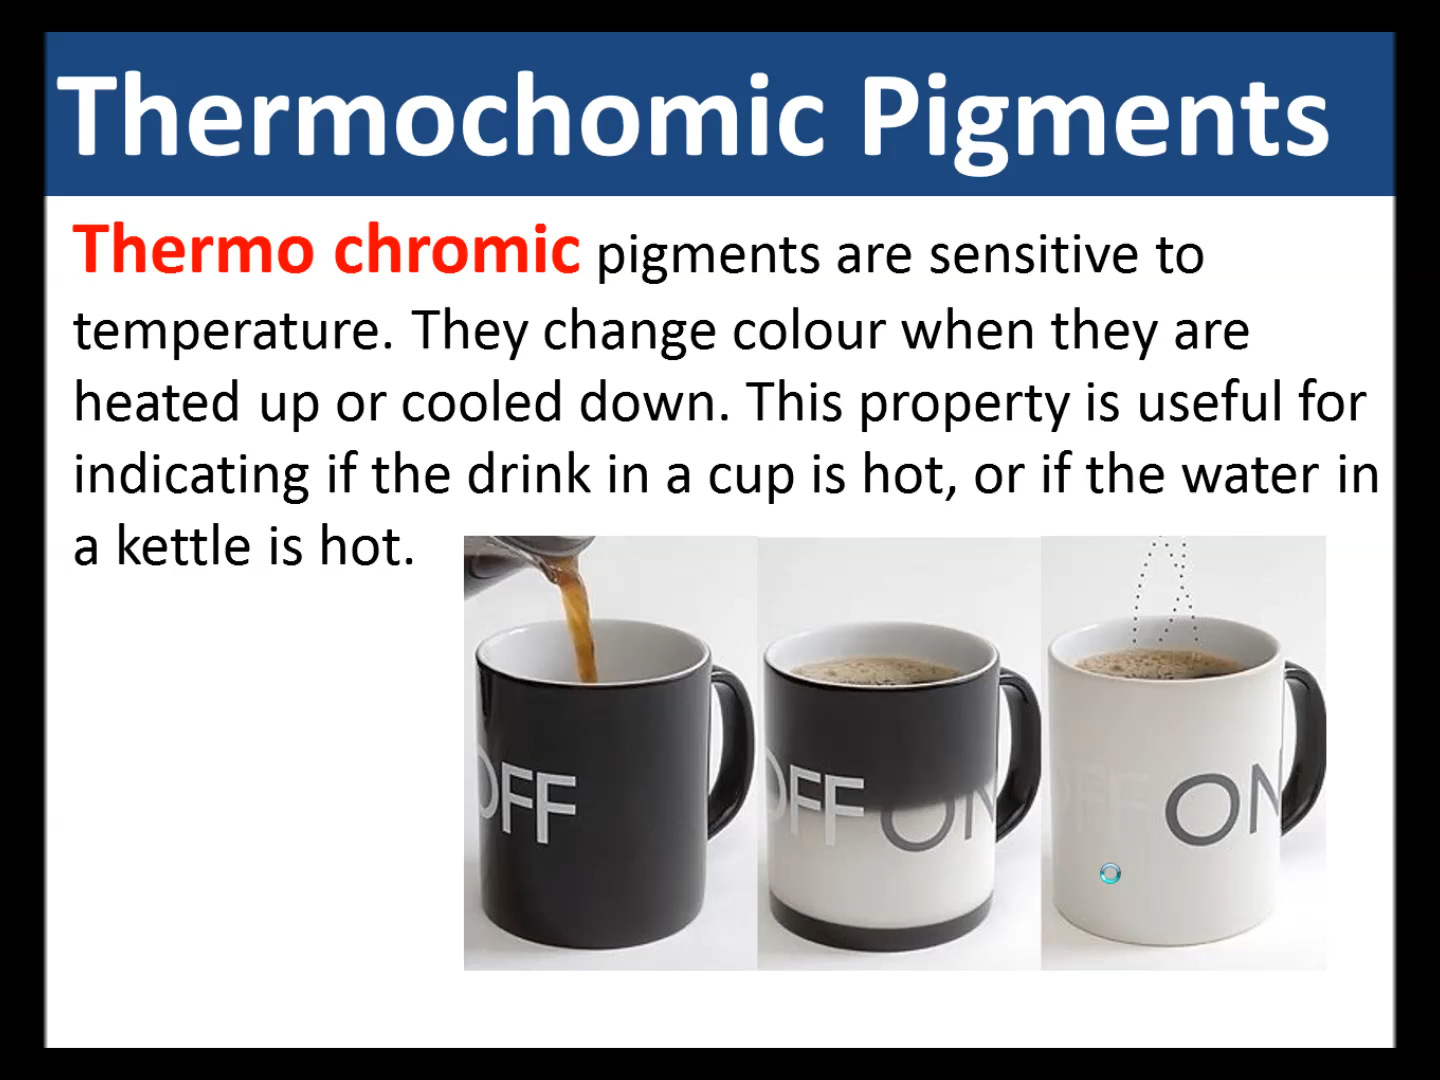 Thermochomic Pigments
Thermo chromic pigments are sensitive to
temperature. They change colour when they are
heated up or cooled down. This property is useful for
indicating if the drink in a cup is hot, or if the water in
a kettle is hot.
OFF
OFF ON
OFF ON